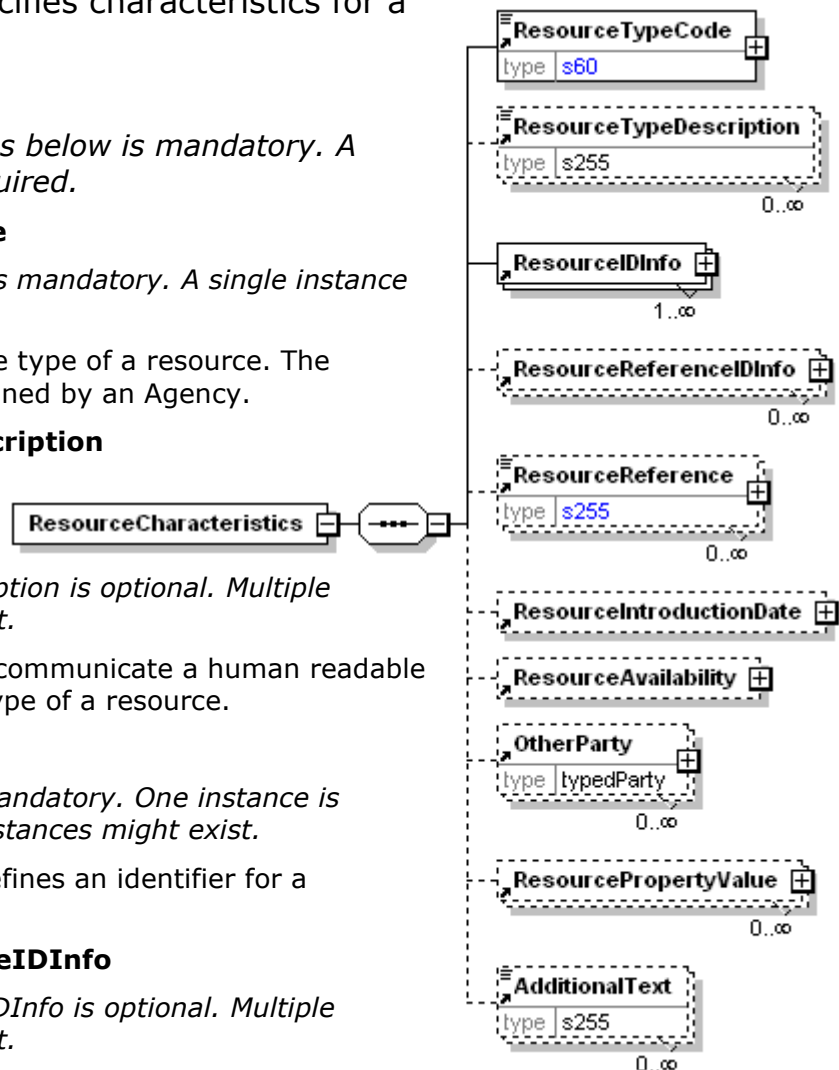 cifies characteristics for a
s below is mandatory. A
uired.
e
s mandatory. A single instance
e type of a resource. The
ned by an Agency.
cription
ption is optional. Multiple
t.
communicate a human readable
ype of a resource.
andatory. One instance is
stances might exist.
efines an identifier for a
eIDInfo
DInfo is optional. Multiple
t.
ResourceCharacteristics
ResourceTypeCode
type s60
ResourceTypeDescription
type s255
0..∞
ResourceIDInfo
1..∞
ResourceReferenceIDInfo
0..∞
ResourceReference
type s255
0..∞
ResourceIntroductionDate
ResourceAvailability
OtherParty
type typedParty
0..∞
ResourcePropertyValue
0..∞
AdditionalText
type s255
0..∞